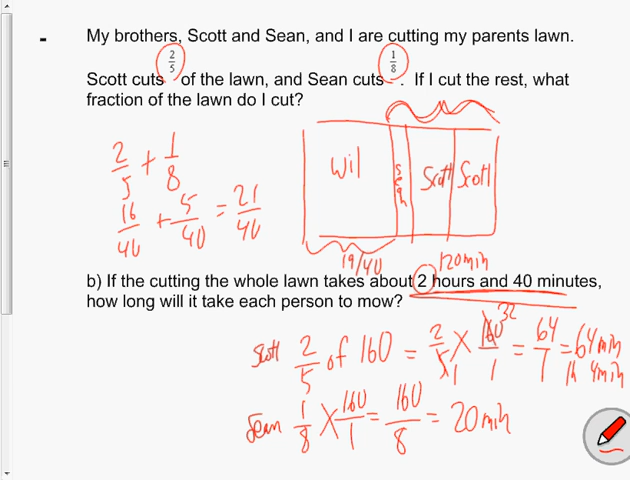 - My brothers, Scott and Sean, and I are cutting my parents lawn.
Scott cuts 2/5 of the lawn, and Sean cuts 1/8. If I cut the rest, what
fraction of the lawn do I cut?
2/5 + 1/8
16/40 + 5/40 = 21/40
Wil Sean Scott Scott
19/40 120min
b) If the cutting the whole lawn takes about 2 hours and 40 minutes,
how long will it take each person to mow?
Scott 2/5 of 160 = 2/5 1 x 160 32/1 = 64/7 = 64min
1h 4min
Sean 1/8 x 160/1 = 160/8 = 20min